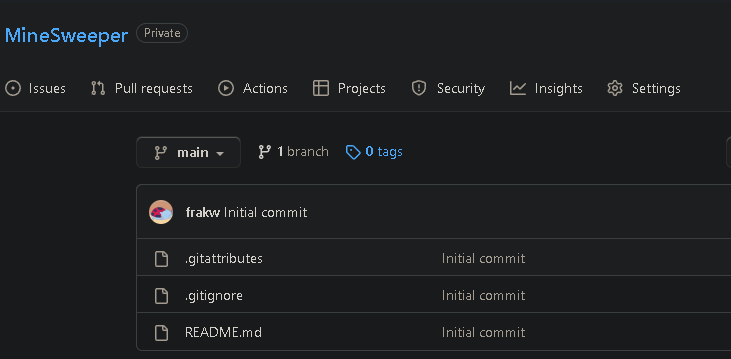 MineSweeper Private
Issues Pull requests Actions Projects Security Insights Settings
main 1 branch 0 tags
frakw Initial commit
.gitattributes Initial commit
.gitignore Initial commit
README.md Initial commit